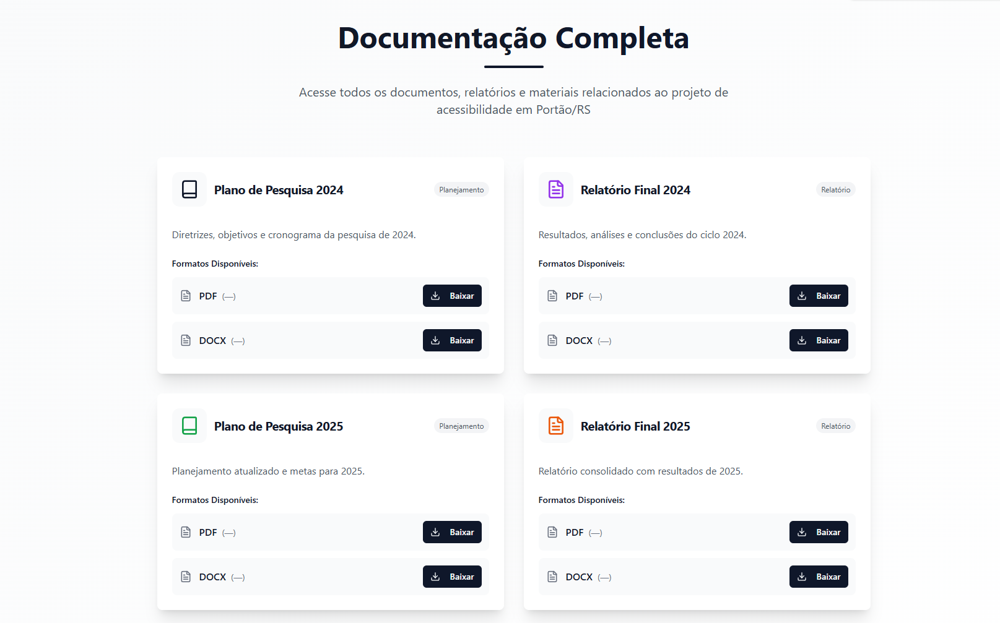 Documentação Completa
Acesse todos os documentos, relatórios e materiais relacionados ao projeto de
acessibilidade em Portão/RS
Plano de Pesquisa 2024
Planejamento
Diretrizes, objetivos e cronograma da pesquisa de 2024.
Formatos Disponíveis:
PDF (—)
Baixar
DOCX (—)
Baixar
Relatório Final 2024
Relatório
Resultados, análises e conclusões do ciclo 2024.
Formatos Disponíveis:
PDF (—)
Baixar
DOCX (—)
Baixar
Plano de Pesquisa 2025
Planejamento
Planejamento atualizado e metas para 2025.
Formatos Disponíveis:
PDF (—)
Baixar
DOCX (—)
Baixar
Relatório Final 2025
Relatório
Relatório consolidado com resultados de 2025.
Formatos Disponíveis:
PDF (—)
Baixar
DOCX (—)
Baixar